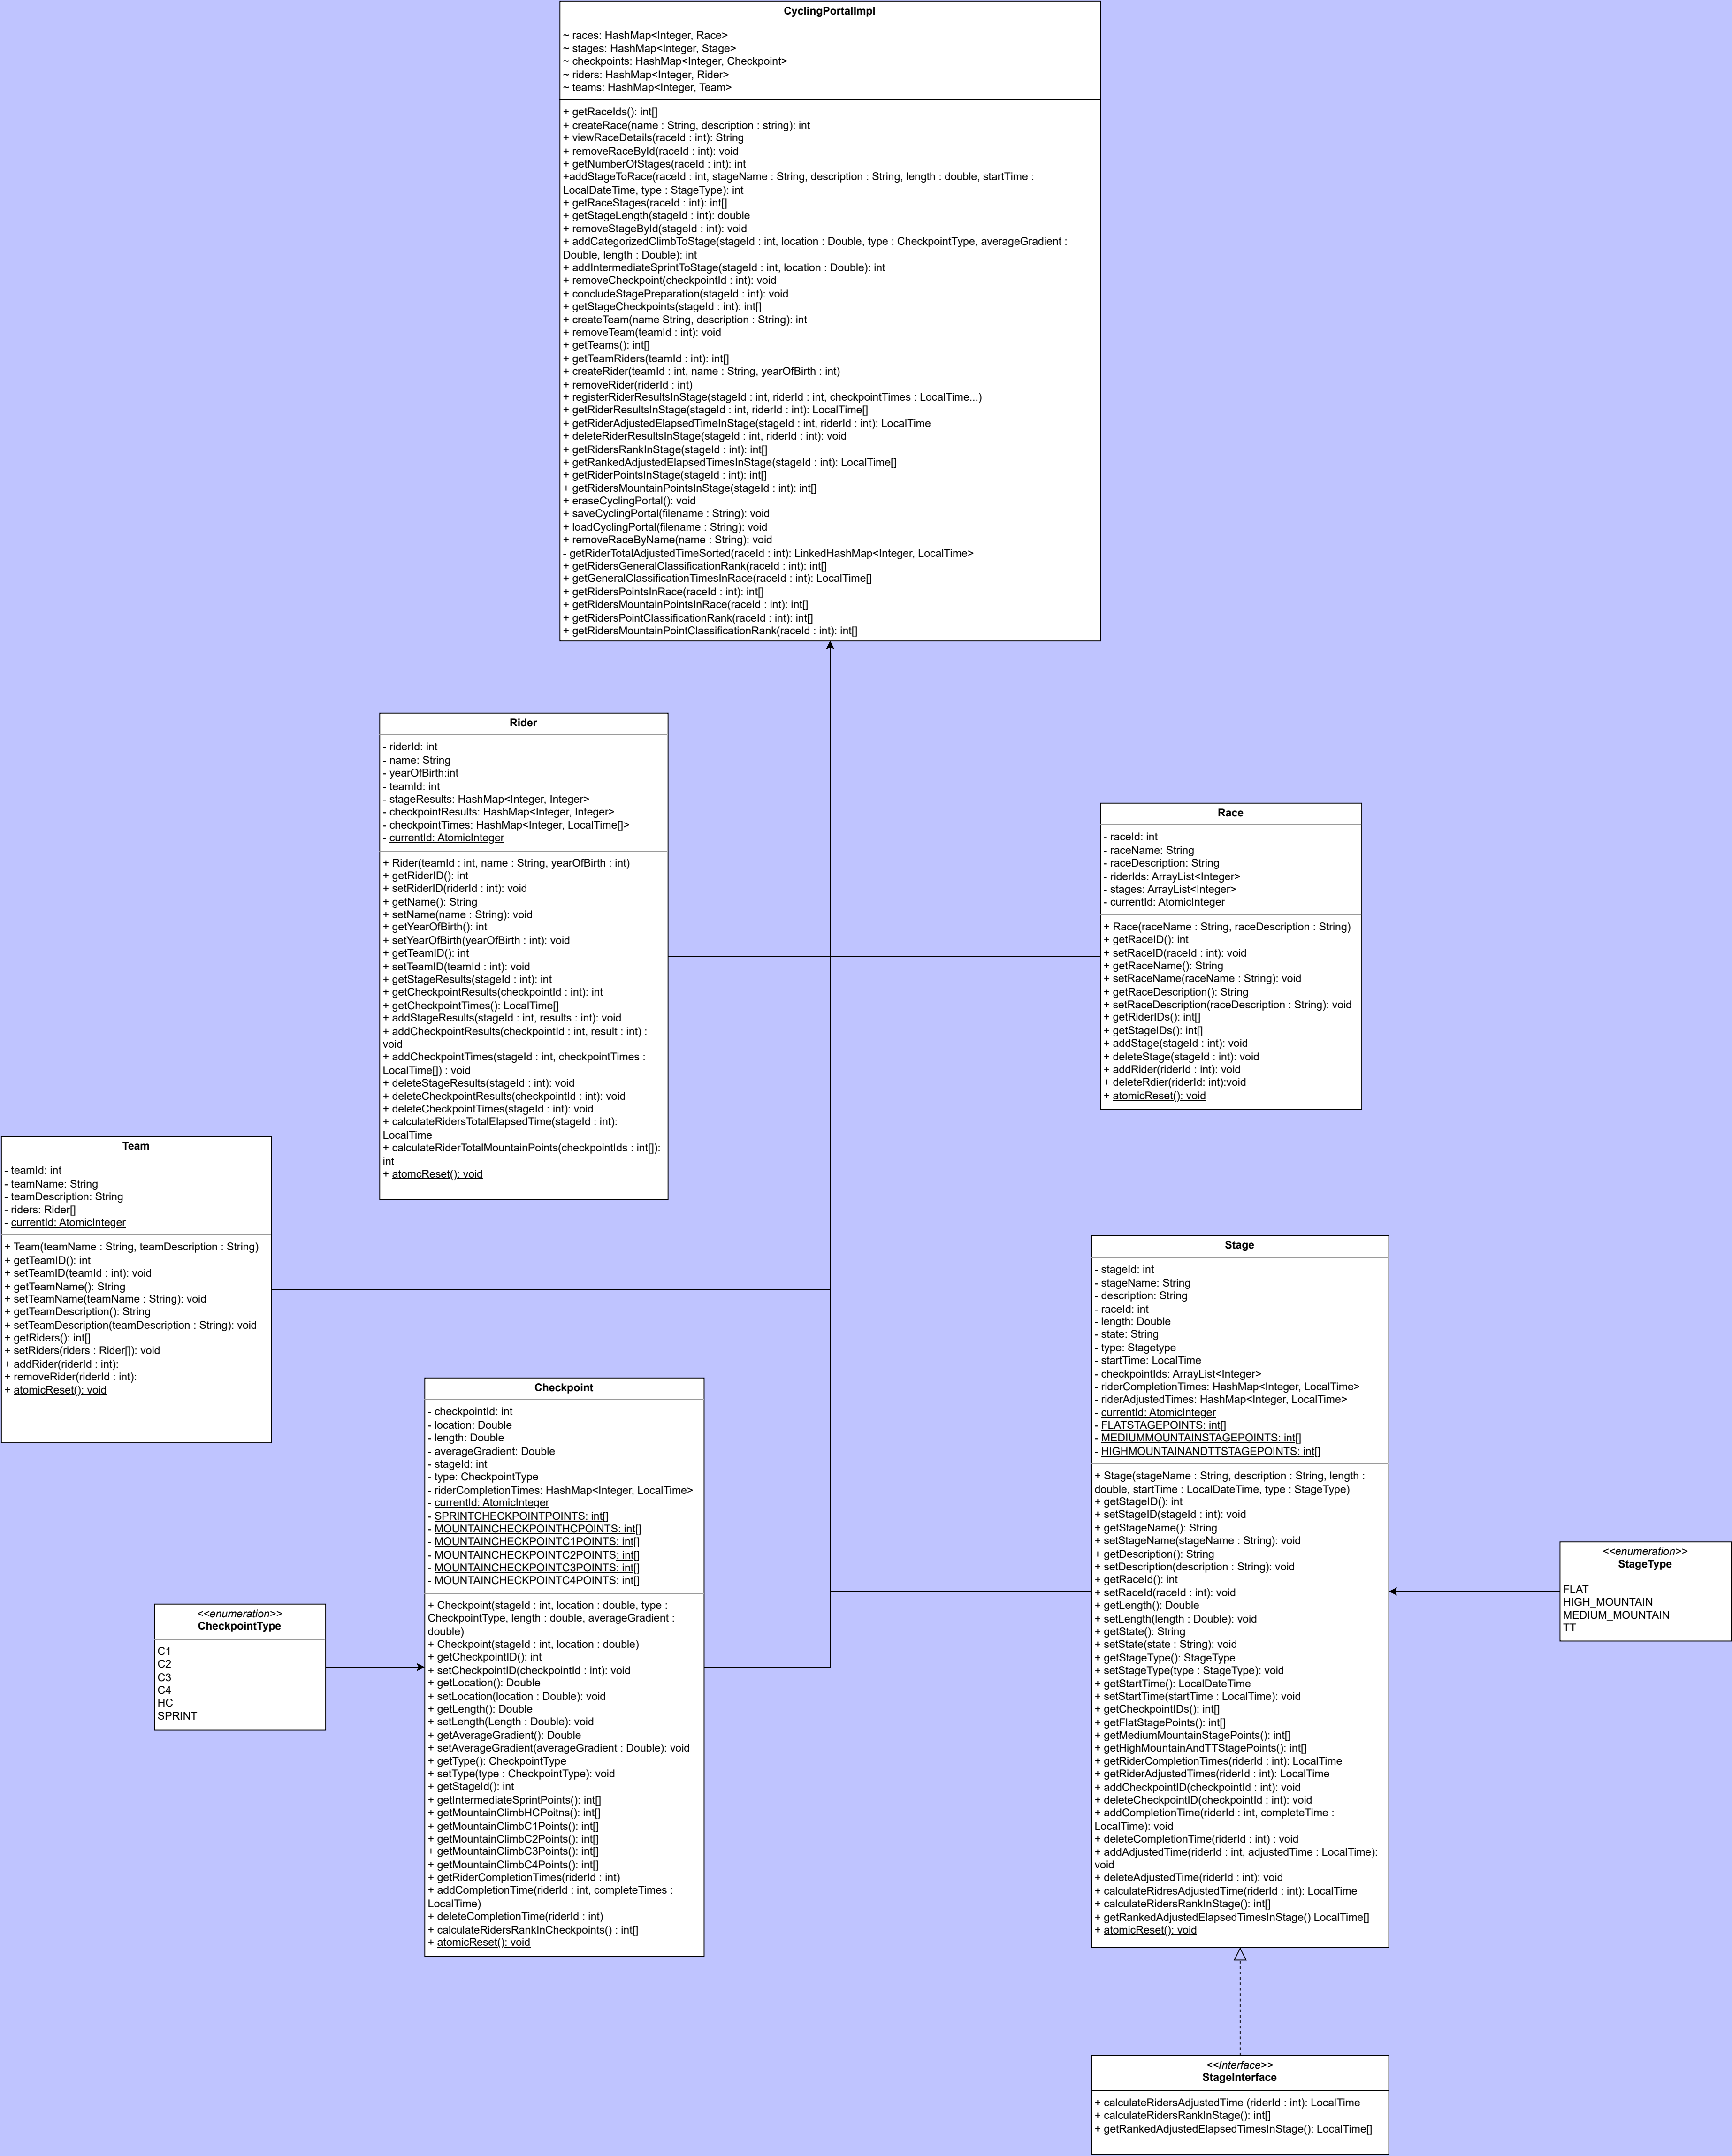 CyclingPortalImpl
~ races: HashMap<Integer, Race>
~ stages: HashMap<Integer, Stage>
~ checkpoints: HashMap<Integer, Checkpoint>
~ riders: HashMap<Integer, Rider>
~ teams: HashMap<Integer, Team>
+ getRaceIds(): int[]
+ createRace(name : String, description : string): int
+ viewRaceDetails(raceId : int): String
+ removeRaceById(raceId : int): void
+ getNumberOfStages(raceId : int): int
+addStageToRace(raceId : int, stageName : String, description : String, length : double, startTime :
LocalDateTime, type : StageType): int
+ getRaceStages(raceId : int): int[]
+ getStageLength(stageId : int): double
+ removeStageById(stageId : int): void
+ addCategorizedClimbToStage(stageId : int, location : Double, type : CheckpointType, averageGradient :
Double, length : Double): int
+ addIntermediateSprintToStage(stageId : int, location : Double): int
+ removeCheckpoint(checkpointId : int): void
+ concludeStagePreparation(stageId : int): void
+ getStageCheckpoints(stageId : int): int[]
+ createTeam(name String, description : String): int
+ removeTeam(teamId : int): void
+ getTeams(): int[]
+ getTeamRiders(teamId : int): int[]
+ createRider(teamId : int, name : String, yearOfBirth : int)
+ removeRider(riderId : int)
+ registerRiderResultsInStage(stageId : int, riderId : int, checkpointTimes : LocalTime...)
+ getRiderResultsInStage(stageId : int, riderId : int): LocalTime[]
+ getRiderAdjustedElapsedTimeInStage(stageId : int, riderId : int): LocalTime
+ deleteRiderResultsInStage(stageId : int, riderId : int): void
+ getRidersRankInStage(stageId : int): int[]
+ getRankedAdjustedElapsedTimesInStage(stageId : int): LocalTime[]
+ getRiderPointsInStage(stageId : int): int[]
+ getRidersMountainPointsInStage(stageId : int): int[]
+ eraseCyclingPortal(): void
+ saveCyclingPortal(filename : String): void
+ loadCyclingPortal(filename : String): void
+ removeRaceByName(name : String): void
- getRiderTotalAdjustedTimeSorted(raceId : int): LinkedHashMap<Integer, LocalTime>
+ getRidersGeneralClassificationRank(raceId : int): int[]
+ getGeneralClassificationTimesInRace(raceId : int): LocalTime[]
+ getRidersPointsInRace(raceId : int): int[]
+ getRidersMountainPointsInRace(raceId : int): int[]
+ getRidersPointClassificationRank(raceId : int): int[]
+ getRidersMountainPointClassificationRank(raceId : int): int[]
Rider
- riderId: int
- name: String
- yearOfBirth:int
- teamId: int
- stageResults: HashMap<Integer, Integer>
- checkpointResults: HashMap<Integer, Integer>
- checkpointTimes: HashMap<Integer, LocalTime[]>
- currentId: AtomicInteger
+ Rider(teamId : int, name : String, yearOfBirth : int)
+ getRiderID(): int
+ setRiderID(riderId : int): void
+ getName(): String
+ setName(name : String): void
+ getYearOfBirth(): int
+ setYearOfBirth(yearOfBirth : int): void
+ getTeamID(): int
+ setTeamID(teamId : int): void
+ getStageResults(stageId : int): int
+ getCheckpointResults(checkpointId : int): int
+ getCheckpointTimes(): LocalTime[]
+ addStageResults(stageId : int, results : int): void
+ addCheckpointResults(checkpointId : int, result : int) :
void
+ addCheckpointTimes(stageId : int, checkpointTimes :
LocalTime[]) : void
+ deleteStageResults(stageId : int): void
+ deleteCheckpointResults(checkpointId : int): void
+ deleteCheckpointTimes(stageId : int): void
+ calculateRidersTotalElapsedTime(stageId : int):
LocalTime
+ calculateRiderTotalMountainPoints(checkpointIds : int[]):
int
+ atomcReset(): void
Race
- raceId: int
- raceName: String
- raceDescription: String
- riderIds: ArrayList<Integer>
- stages: ArrayList<Integer>
- currentId: AtomicInteger
+ Race(raceName : String, raceDescription : String)
+ getRaceID(): int
+ setRaceID(raceId : int): void
+ getRaceName(): String
+ setRaceName(raceName : String): void
+ getRaceDescription(): String
+ setRaceDescription(raceDescription : String): void
+ getRiderIDs(): int[]
+ getStageIDs(): int[]
+ addStage(stageId : int): void
+ deleteStage(stageId : int): void
+ addRider(riderId : int): void
+ deleteRdier(riderId: int):void
+ atomicReset(): void
Team
- teamId: int
- teamName: String
- teamDescription: String
- riders: Rider[]
- currentId: AtomicInteger
+ Team(teamName : String, teamDescription : String)
+ getTeamID(): int
+ setTeamID(teamId : int): void
+ getTeamName(): String
+ setTeamName(teamName : String): void
+ getTeamDescription(): String
+ setTeamDescription(teamDescription : String): void
+ getRiders(): int[]
+ setRiders(riders : Rider[]): void
+ addRider(riderId : int):
+ removeRider(riderId : int):
+ atomicReset(): void
Stage
- stageId: int
- stageName: String
- description: String
- raceId: int
- length: Double
- state: String
- type: Stagetype
- startTime: LocalTime
- checkpointIds: ArrayList<Integer>
- riderCompletionTimes: HashMap<Integer, LocalTime>
- riderAdjustedTimes: HashMap<Integer, LocalTime>
- currentId: AtomicInteger
- FLATSTAGEPOINTS: int[]
- MEDIUMMOUNTAINSTAGEPOINTS: int[]
- HIGHMOUNTAINANDTTSTAGEPOINTS: int[]
+ Stage(stageName : String, description : String, length :
double, startTime : LocalDateTime, type : StageType)
+ getStageID(): int
+ setStageID(stageId : int): void
+ getStageName(): String
+ setStageName(stageName : String): void
+ getDescription(): String
+ setDescription(description : String): void
+ getRaceId(): int
+ setRaceId(raceId : int): void
+ getLength(): Double
+ setLength(length : Double): void
+ getState(): String
+ setState(state : String): void
+ getStageType(): StageType
+ setStageType(type : StageType): void
+ getStartTime(): LocalDateTime
+ setStartTime(startTime : LocalTime): void
+ getCheckpointIDs(): int[]
+ getFlatStagePoints(): int[]
+ getMediumMountainStagePoints(): int[]
+ getHighMountainAndTTStagePoints(): int[]
+ getRiderCompletionTimes(riderId : int): LocalTime
+ getRiderAdjustedTimes(riderId : int): LocalTime
+ addCheckpointID(checkpointId : int): void
+ deleteCheckpointID(checkpointId : int): void
+ addCompletionTime(riderId : int, completeTime :
LocalTime): void
+ deleteCompletionTime(riderId : int) : void
+ addAdjustedTime(riderId : int, adjustedTime : LocalTime):
void
+ deleteAdjustedTime(riderId : int): void
+ calculateRidresAdjustedTime(riderId : int): LocalTime
+ calculateRidersRankInStage(): int[]
+ getRankedAdjustedElapsedTimesInStage() LocalTime[]
+ atomicReset(): void
Checkpoint
- checkpointId: int
- location: Double
- length: Double
- averageGradient: Double
- stageId: int
- type: CheckpointType
- riderCompletionTimes: HashMap<Integer, LocalTime>
- currentId: AtomicInteger
- SPRINTCHECKPOINTPOINTS: int[]
- MOUNTAINCHECKPOINTHCPOINTS: int[]
- MOUNTAINCHECKPOINTC1POINTS: int[]
- MOUNTAINCHECKPOINTC2POINTS: int[]
- MOUNTAINCHECKPOINTC3POINTS: int[]
- MOUNTAINCHECKPOINTC4POINTS: int[]
+ Checkpoint(stageId : int, location : double, type :
CheckpointType, length : double, averageGradient :
double)
+ Checkpoint(stageId : int, location : double)
+ getCheckpointID(): int
+ setCheckpointID(checkpointId : int): void
+ getLocation(): Double
+ setLocation(location : Double): void
+ getLength(): Double
+ setLength(Length : Double): void
+ getAverageGradient(): Double
+ setAverageGradient(averageGradient : Double): void
+ getType(): CheckpointType
+ setType(type : CheckpointType): void
+ getStageId(): int
+ getIntermediateSprintPoints(): int[]
+ getMountainClimbHCPoitns(): int[]
+ getMountainClimbC1Points(): int[]
+ getMountainClimbC2Points(): int[]
+ getMountainClimbC3Points(): int[]
+ getMountainClimbC4Points(): int[]
+ getRiderCompletionTimes(riderId : int)
+ addCompletionTime(riderId : int, completeTimes :
LocalTime)
+ deleteCompletionTime(riderId : int)
+ calculateRidersRankInCheckpoints() : int[]
+ atomicReset(): void
<<enumeration>>
StageType
FLAT
HIGH_MOUNTAIN
MEDIUM_MOUNTAIN
TT
<<enumeration>>
CheckpointType
C1
C2
C3
C4
HC
SPRINT
<<Interface>>
StageInterface
+ calculateRidersAdjustedTime (riderId : int): LocalTime
+ calculateRidersRankInStage(): int[]
+ getRankedAdjustedElapsedTimesInStage(): LocalTime[]